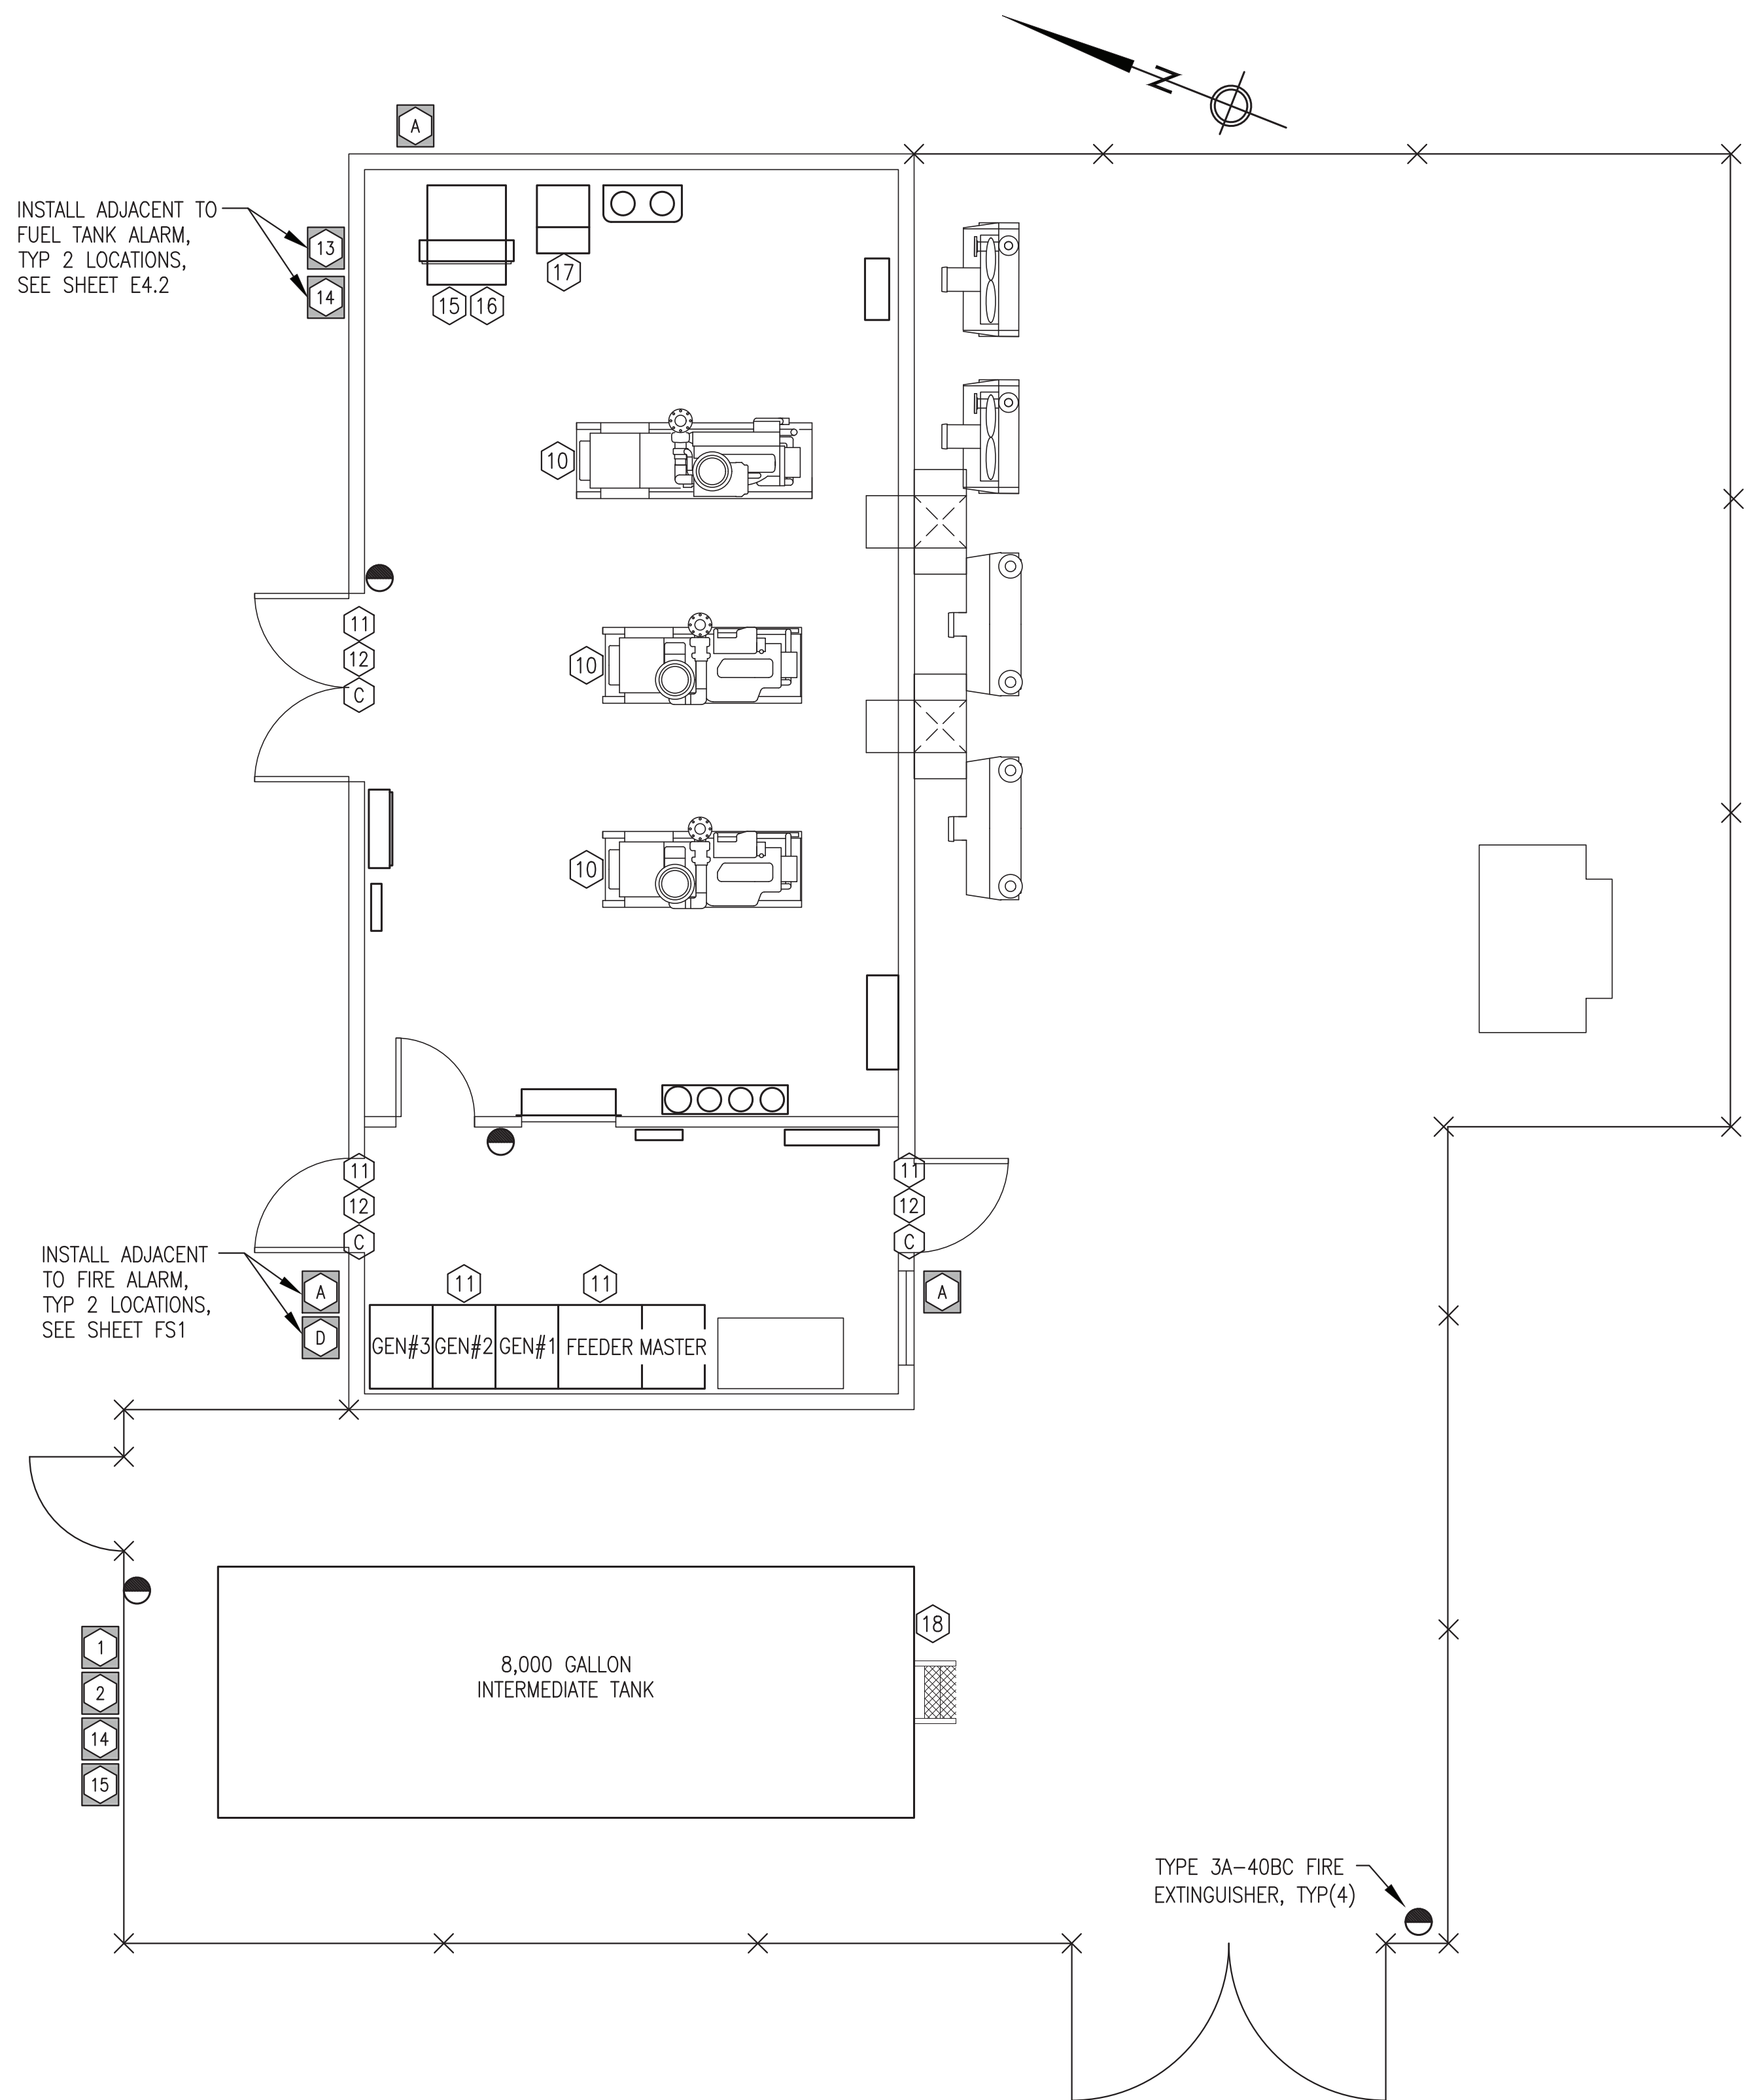 N
A
INSTALL ADJACENT TO
FUEL TANK ALARM,
TYP 2 LOCATIONS,
SEE SHEET E4.2
13
14
17
15 16
10
11
12
C
10
10
11
12
C
11
12
C
INSTALL ADJACENT
TO FIRE ALARM,
TYP 2 LOCATIONS,
SEE SHEET FS1
A
D
11
11
A
GEN#3 GEN#2 GEN#1 FEEDER MASTER
1
2
14
15
8,000 GALLON
INTERMEDIATE TANK
18
TYPE 3A-40BC FIRE
EXTINGUISHER, TYP(4)